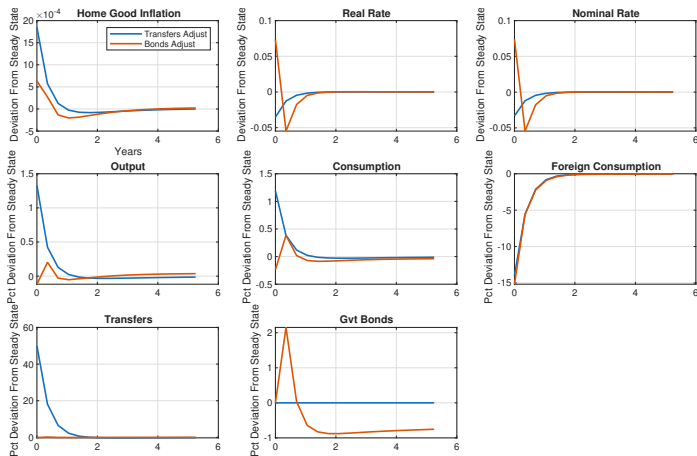 Home Good Inflation
Deviation From Steady State
20 ×10⁻⁴
15
10
5
0
-5
0 2 4 6
Years
Transfers Adjust
Bonds Adjust
Real Rate
Deviation From Steady State
0.1
0.05
0
-0.05
0 2 4 6
Nominal Rate
Deviation From Steady State
0.1
0.05
0
-0.05
0 2 4 6
Output
Pct Deviation From Steady State
1.5
1
0.5
0
0 2 4 6
Consumption
Pct Deviation From Steady State
1.5
1
0.5
0
-0.5
0 2 4 6
Foreign Consumption
Pct Deviation From Steady State
0
-5
-10
-15
0 2 4 6
Transfers
Pct Deviation From Steady State
60
40
20
0
0 2 4 6
Gvt Bonds
Pct Deviation From Steady State
2
1
0
-1
0 2 4 6